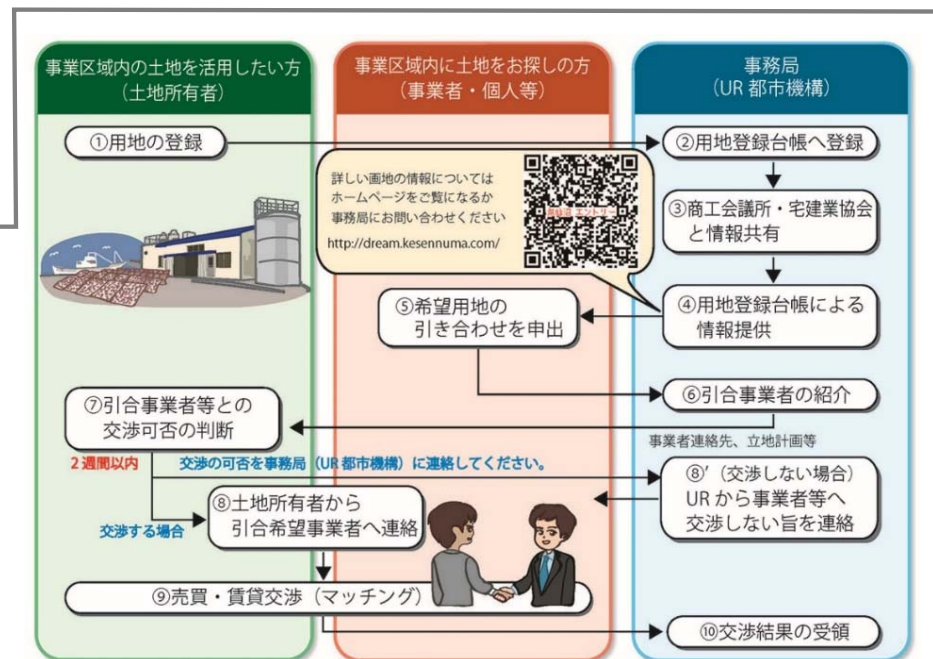 事業区域内の土地を活用したい方
（土地所有者）
事業区域内に土地をお探しの方
（事業者・個人等）
事務局
（UR 都市機構）
①用地の登録
②用地登録台帳へ登録
詳しい画地の情報については
ホームページをご覧になるか
事務局にお問い合わせください
http://dream.kesennuma.com/
③商工会議所・宅建業協会
と情報共有
④用地登録台帳による
情報提供
⑤希望用地の
引き合わせを申出
⑥引合事業者の紹介
事業者連絡先、立地計画等
⑦引合事業者等との
交渉可否の判断
2 週間以内
交渉の可否を事務局（UR 都市機構）に連絡してください。
⑧′（交渉しない場合）
UR から事業者等へ
交渉しない旨を連絡
交渉する場合
⑧土地所有者から
引合希望事業者へ連絡
⑨売買・賃貸交渉（マッチング）
⑩交渉結果の受領